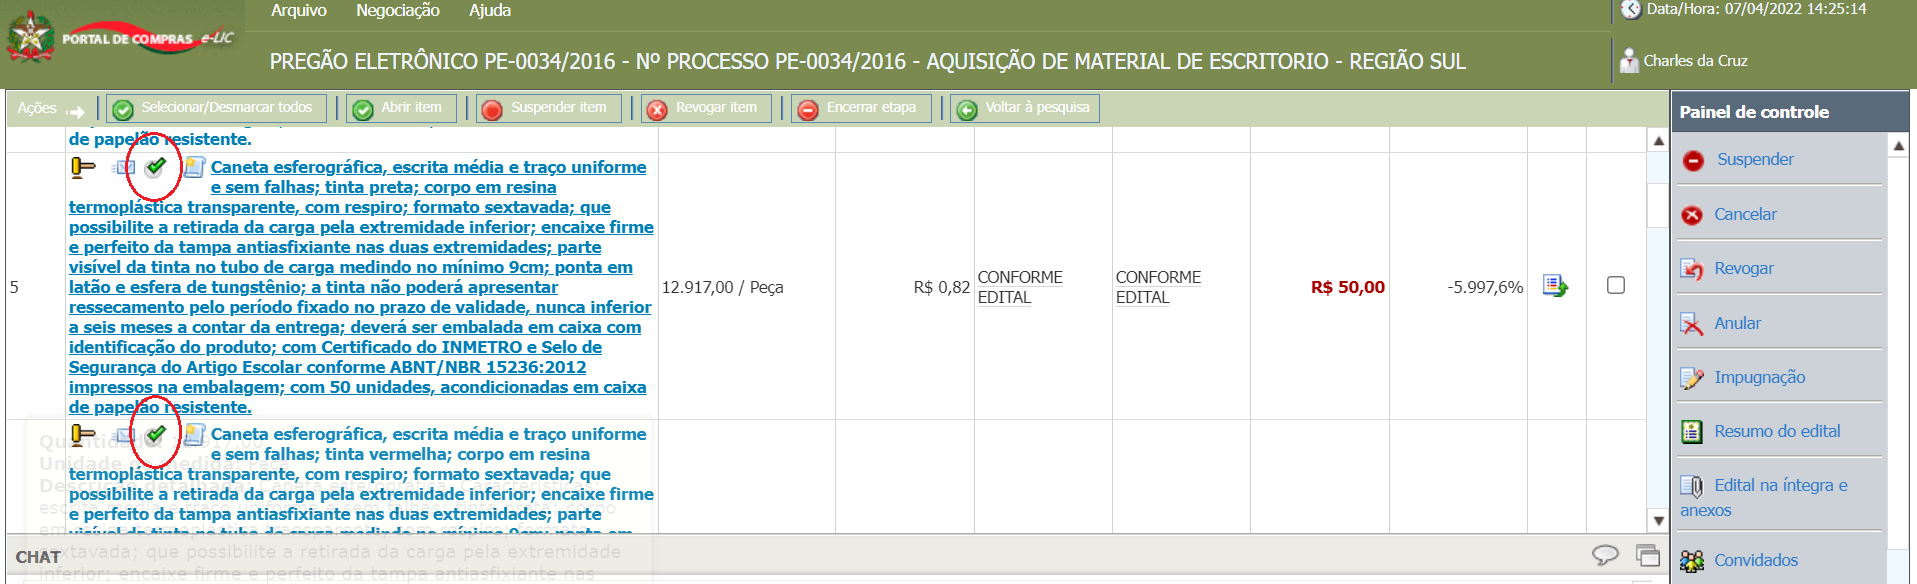 Arquivo Negociação Ajuda
Data/Hora: 07/04/2022 14:25:14
PORTAL DE COMPRAS e-LIC
PREGÃO ELETRÔNICO PE-0034/2016 - Nº PROCESSO PE-0034/2016 - AQUISIÇÃO DE MATERIAL DE ESCRITORIO - REGIÃO SUL
Charles da Cruz
Ações Selecionar/Desmarcar todos Abrir item Suspender item Revogar item Encerrar etapa Voltar à pesquisa
de papelão resistente.
Caneta esferográfica, escrita média e traço uniforme
e sem falhas; tinta preta; corpo em resina
termoplástica transparente, com respiro; formato sextavada; que
possibilite a retirada da carga pela extremidade inferior; encaixe firme
e perfeito da tampa antiasfixiante nas duas extremidades; parte
visível da tinta no tubo de carga medindo no mínimo 9cm; ponta em
latão e esfera de tungstênio; a tinta não poderá apresentar
ressecamento pelo período fixado no prazo de validade, nunca inferior
a seis meses a contar da entrega; deverá ser embalada em caixa com
identificação do produto; com Certificado do INMETRO e Selo de
Segurança do Artigo Escolar conforme ABNT/NBR 15236:2012
impressos na embalagem; com 50 unidades, acondicionadas em caixa
de papelão resistente.
5
12.917,00 / Peça
R$ 0,82
CONFORME
EDITAL
CONFORME
EDITAL
R$ 50,00
-5.997,6%
Caneta esferográfica, escrita média e traço uniforme
e sem falhas; tinta vermelha; corpo em resina
termoplástica transparente, com respiro; formato sextavada; que
possibilite a retirada da carga pela extremidade inferior; encaixe firme
e perfeito da tampa antiasfixiante nas duas extremidades; parte
visível da tinta no tubo de carga medindo no mínimo 9cm; ponta em
sextavada; que possibilite a retirada da carga pela extremidade
inferior; encaixe firme e perfeito da tampa antiasfixiante nas
CHAT
Painel de controle
Suspender
Cancelar
Revogar
Anular
Impugnação
Resumo do edital
Edital na íntegra e
anexos
Convidados